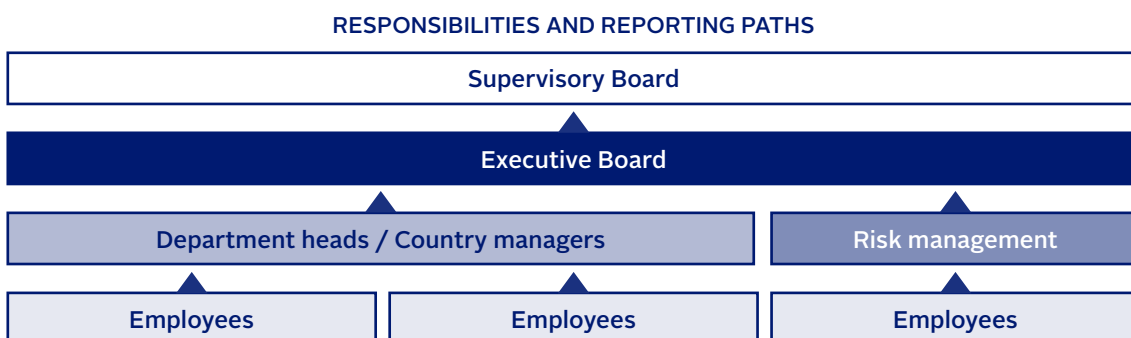 RESPONSIBILITIES AND REPORTING PATHS
Supervisory Board
Executive Board
Department heads / Country managers
Risk management
Employees
Employees
Employees